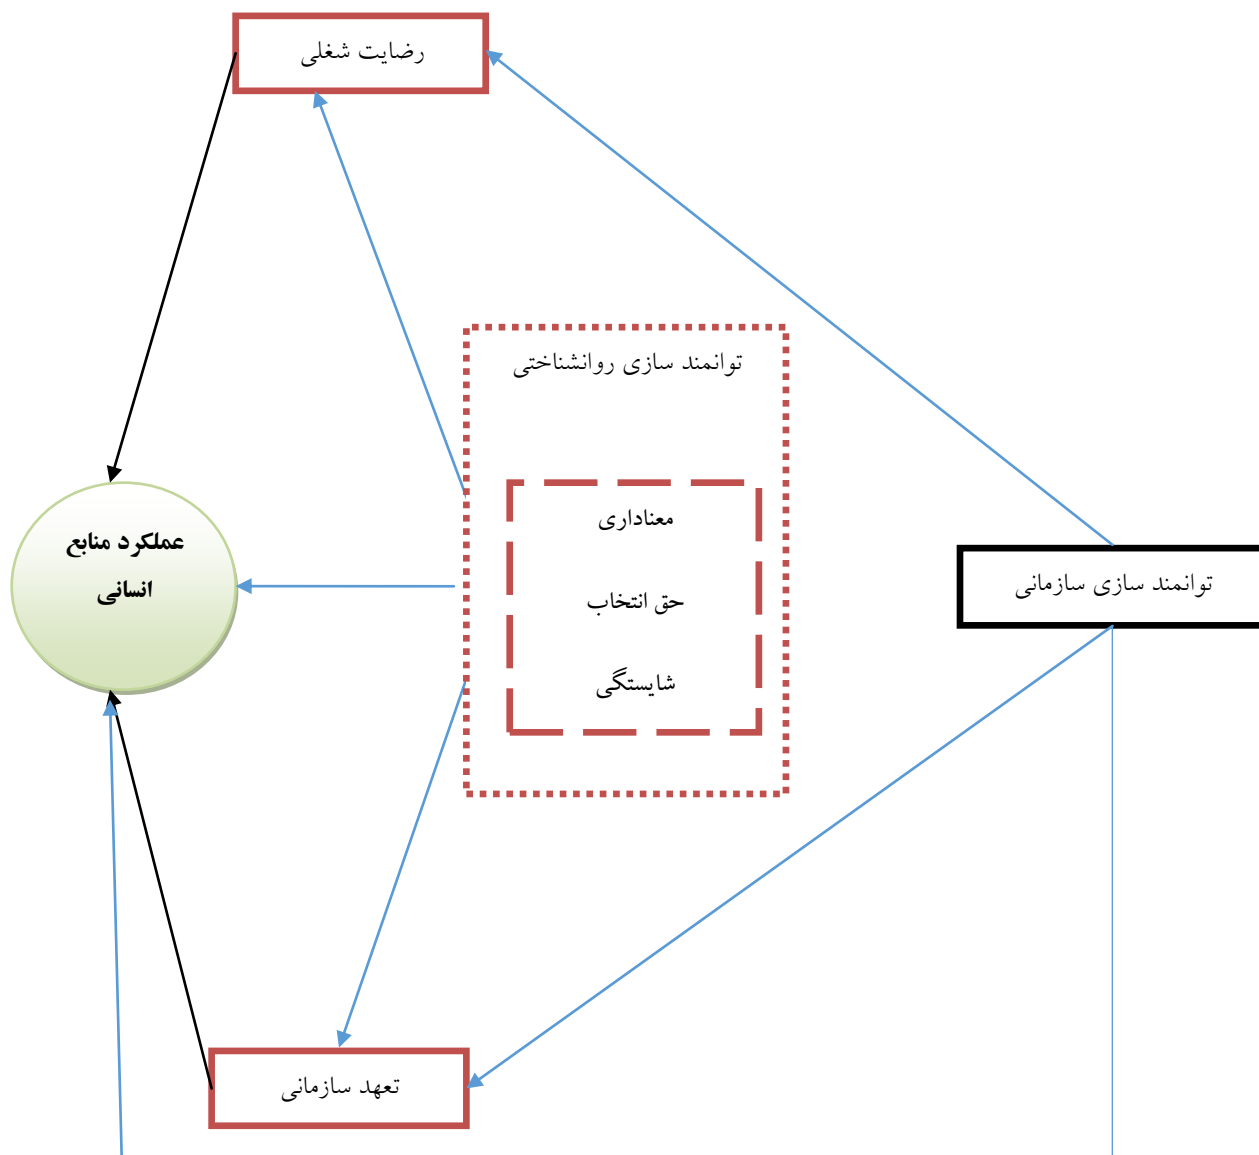 رضایت شغلی
توانمند سازی روانشناختی
معناداری
حق انتخاب
شایستگی
عملکرد منابع
انسانی
توانمند سازی سازمانی
تعهد سازمانی